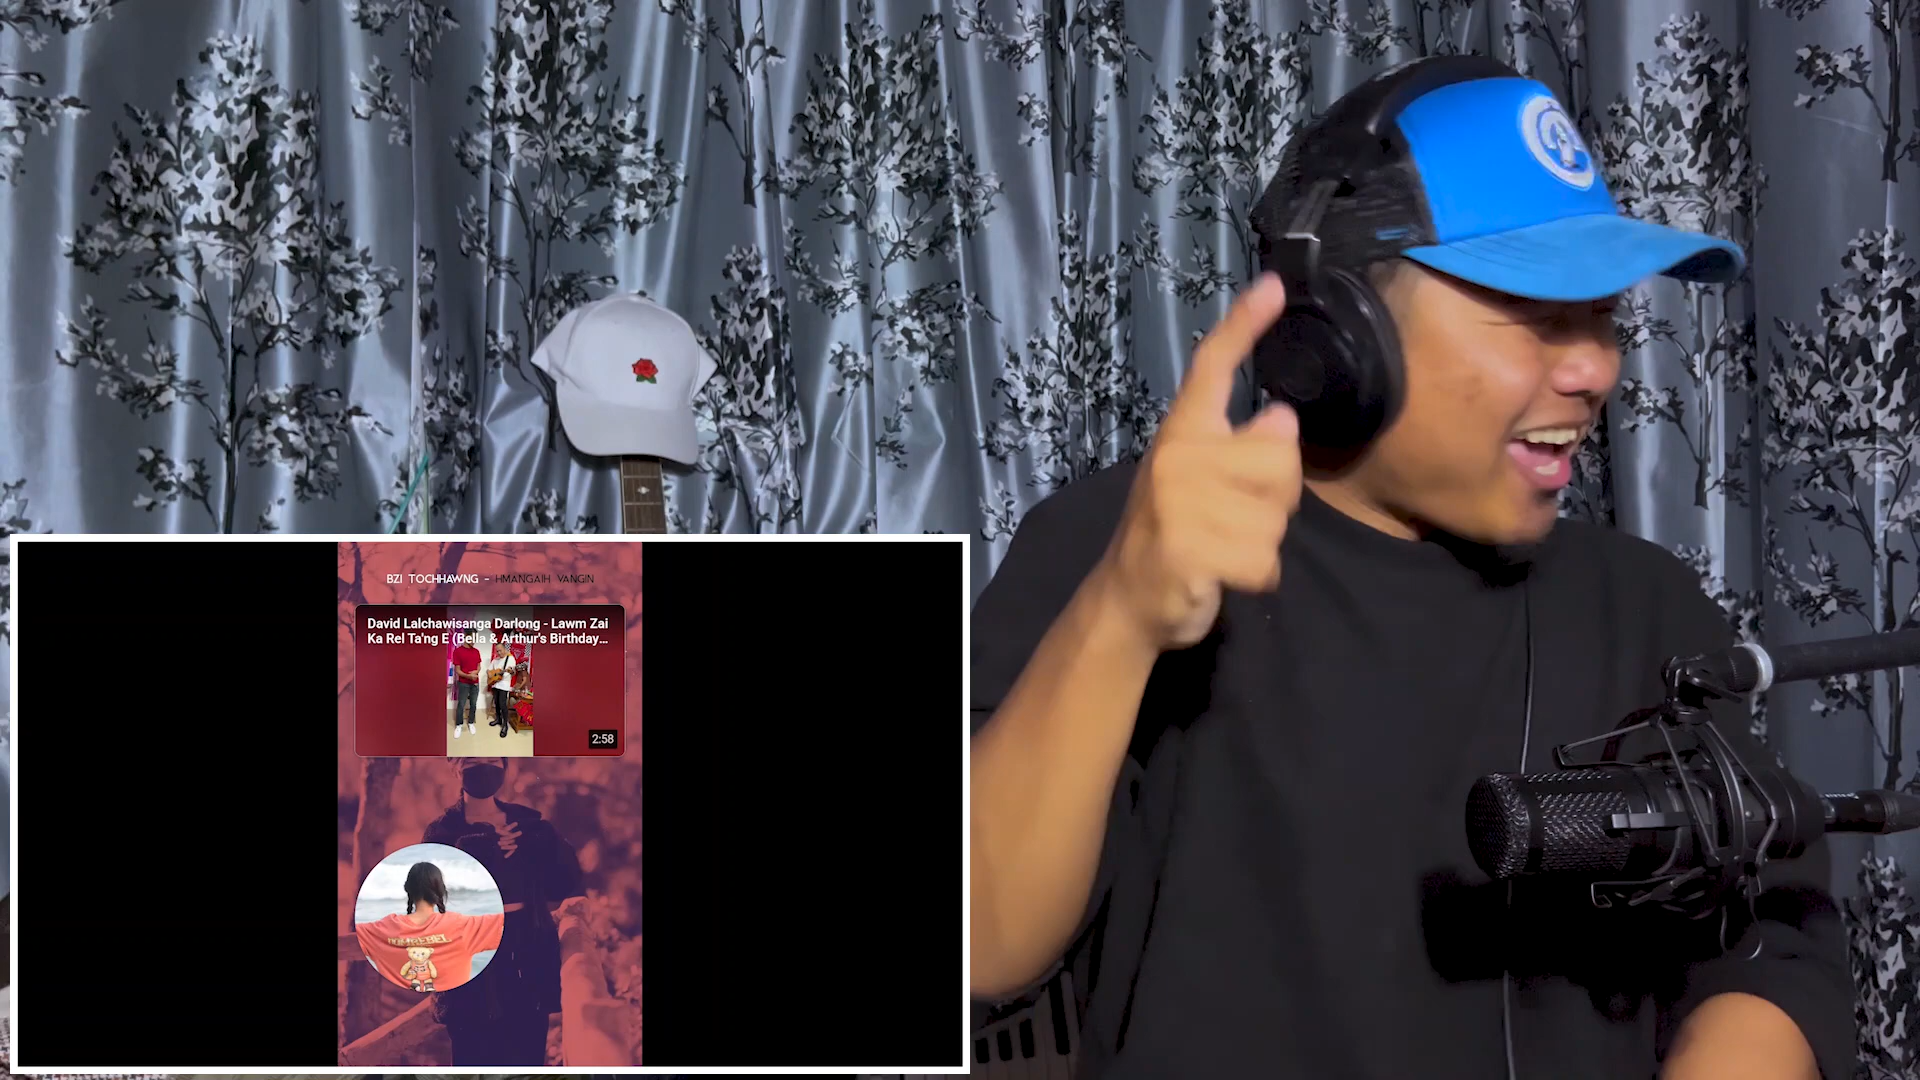 BZI TOCHHAWNG - HMANGAIH VANGIN
David Lalchawisanga Darlong - Lawm Zai
Ka Rel Ta'ng E (Bella & Arthur's Birthday...
2:58